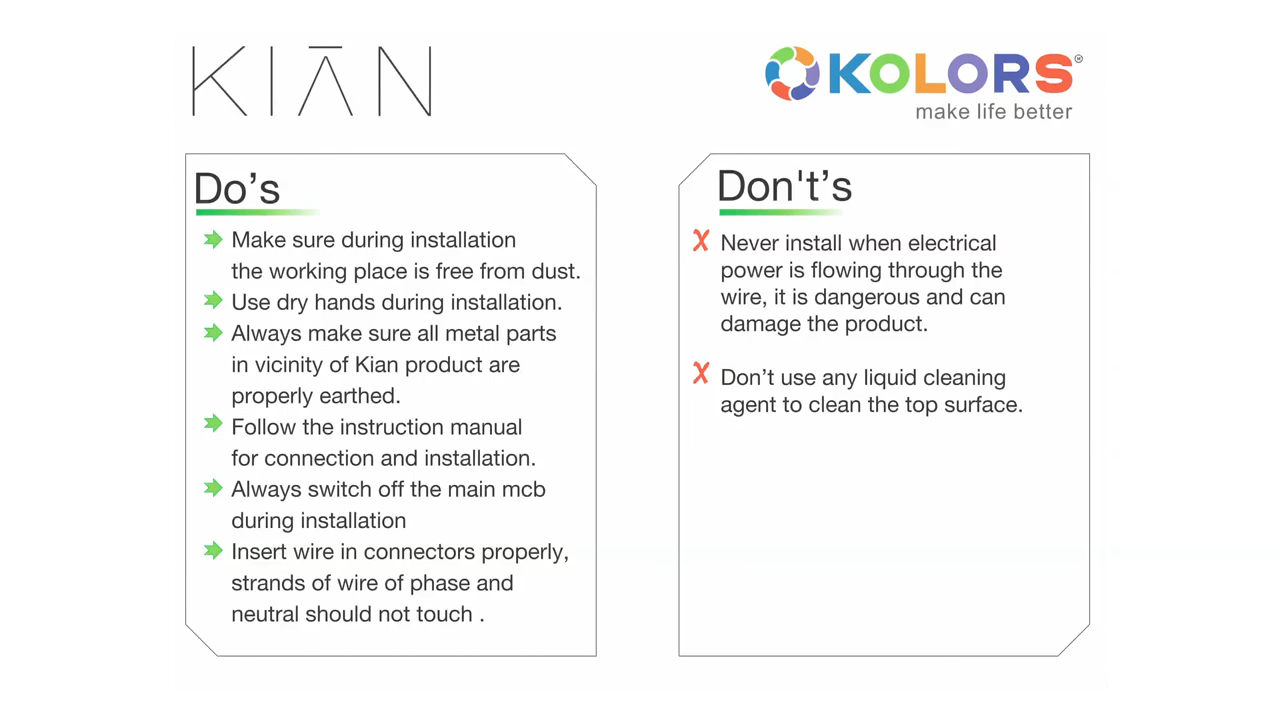 KIĀN
KOLORS®
make life better
Do’s
Make sure during installation
the working place is free from dust.
Use dry hands during installation.
Always make sure all metal parts
in vicinity of Kian product are
properly earthed.
Follow the instruction manual
for connection and installation.
Always switch off the main mcb
during installation
Insert wire in connectors properly,
strands of wire of phase and
neutral should not touch .
Don't’s
Never install when electrical
power is flowing through the
wire, it is dangerous and can
damage the product.
Don’t use any liquid cleaning
agent to clean the top surface.